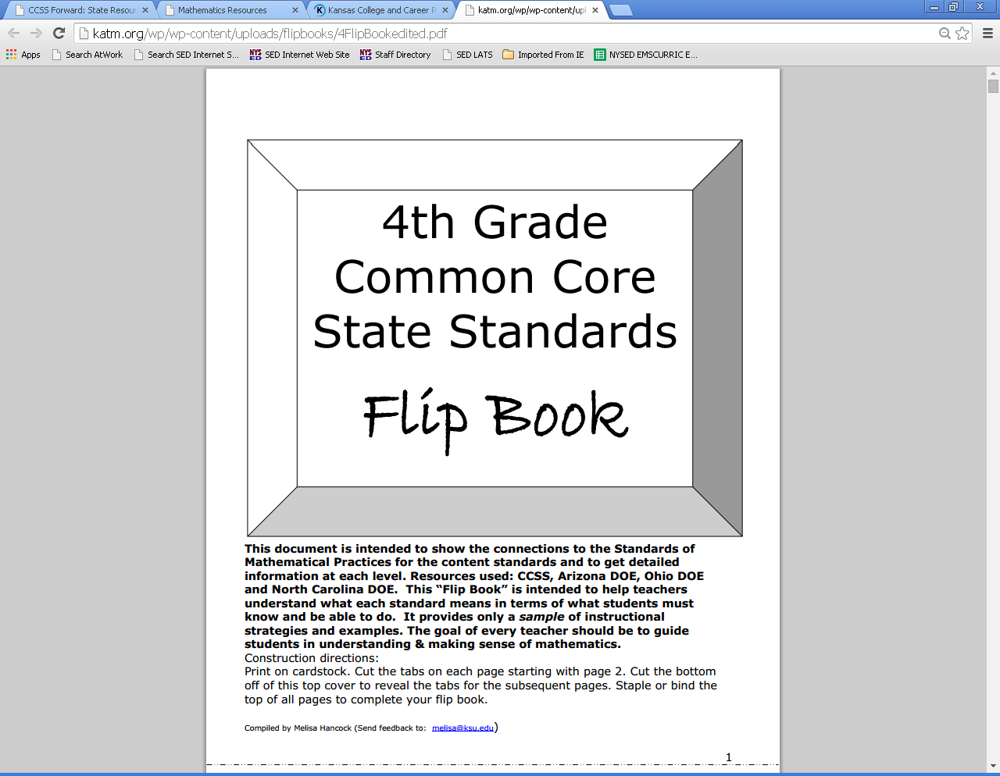 CCSS Forward: State Resour
Mathematics Resources
Kansas College and Career R
katm.org/wp/wp-content/upl
katm.org/wp/wp-content/uploads/flipbooks/4FlipBookedited.pdf
Apps
Search AtWork
Search SED Internet S...
NYS ED
SED Internet Web Site
NYS ED
Staff Directory
SED LATS
Imported From IE
NYSED EMSCURRIC E...
4th Grade
Common Core
State Standards
Flip Book
This document is intended to show the connections to the Standards of
Mathematical Practices for the content standards and to get detailed
information at each level. Resources used: CCSS, Arizona DOE, Ohio DOE
and North Carolina DOE.  This “Flip Book” is intended to help teachers
understand what each standard means in terms of what students must
know and be able to do.  It provides only a sample of instructional
strategies and examples. The goal of every teacher should be to guide
students in understanding & making sense of mathematics.
Construction directions:
Print on cardstock. Cut the tabs on each page starting with page 2. Cut the bottom
off of this top cover to reveal the tabs for the subsequent pages. Staple or bind the
top of all pages to complete your flip book.
Compiled by Melisa Hancock (Send feedback to:  melisa@ksu.edu)
1